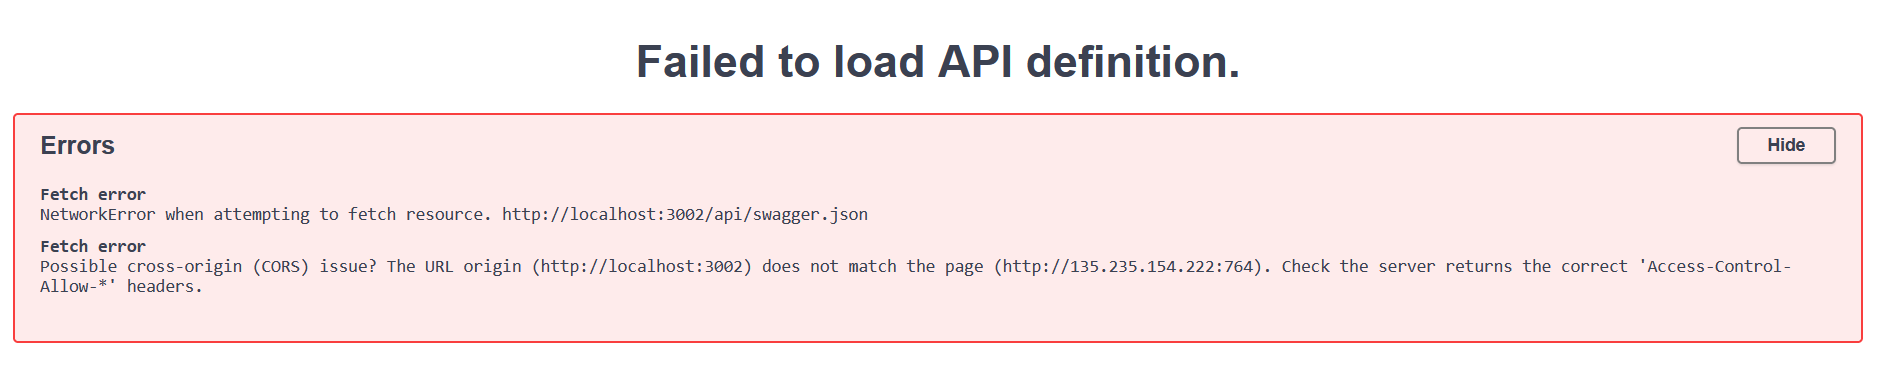 Failed to load API definition.
Errors
Hide
Fetch error
NetworkError when attempting to fetch resource. http://localhost:3002/api/swagger.json
Fetch error
Possible cross-origin (CORS) issue? The URL origin (http://localhost:3002) does not match the page (http://135.235.154.222:764). Check the server returns the correct 'Access-Control-
Allow-*' headers.